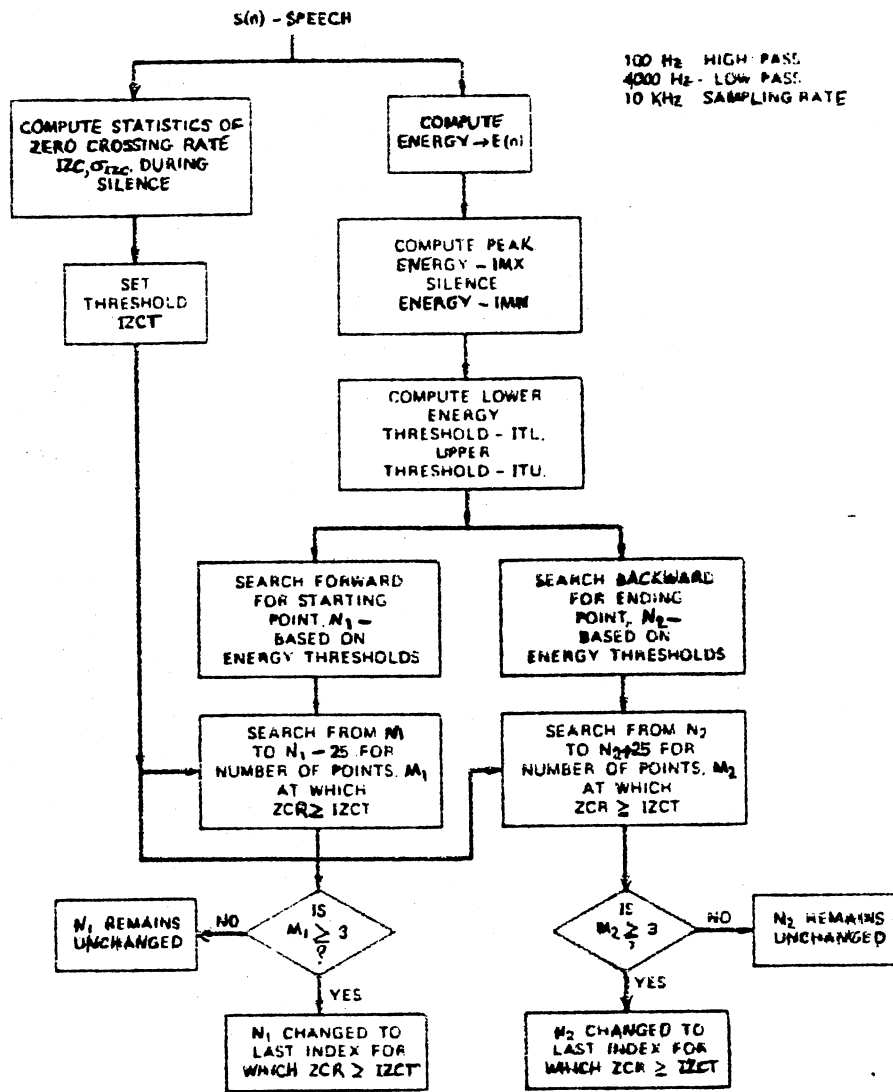 S(n) - SPEECH
100 Hz HIGH PASS
4000 Hz - LOW PASS
10 KHz SAMPLING RATE
COMPUTE STATISTICS OF
ZERO CROSSING RATE
IZC, σIZC, DURING
SILENCE
COMPUTE
ENERGY → E(n)
SET
THRESHOLD
IZCT
COMPUTE PEAK
ENERGY - IMX
SILENCE
ENERGY - IMN
COMPUTE LOWER
ENERGY
THRESHOLD - ITL,
UPPER
THRESHOLD - ITU.
SEARCH FORWARD
FOR STARTING
POINT, N1 -
BASED ON
ENERGY THRESHOLDS
SEARCH BACKWARD
FOR ENDING
POINT, N2 -
BASED ON
ENERGY THRESHOLDS
SEARCH FROM N1
TO N1 - 25 FOR
NUMBER OF POINTS, M1
AT WHICH
ZCR ≥ IZCT
SEARCH FROM N2
TO N2+25 FOR
NUMBER OF POINTS, M2
AT WHICH
ZCR ≥ IZCT
N1 REMAINS
UNCHANGED
NO
IS
M1 ≥ 3
?
YES
N1 CHANGED TO
LAST INDEX FOR
WHICH ZCR ≥ IZCT
IS
M2 ≥ 3
?
NO
N2 REMAINS
UNCHANGED
YES
N2 CHANGED TO
LAST INDEX FOR
WHICH ZCR ≥ IZCT